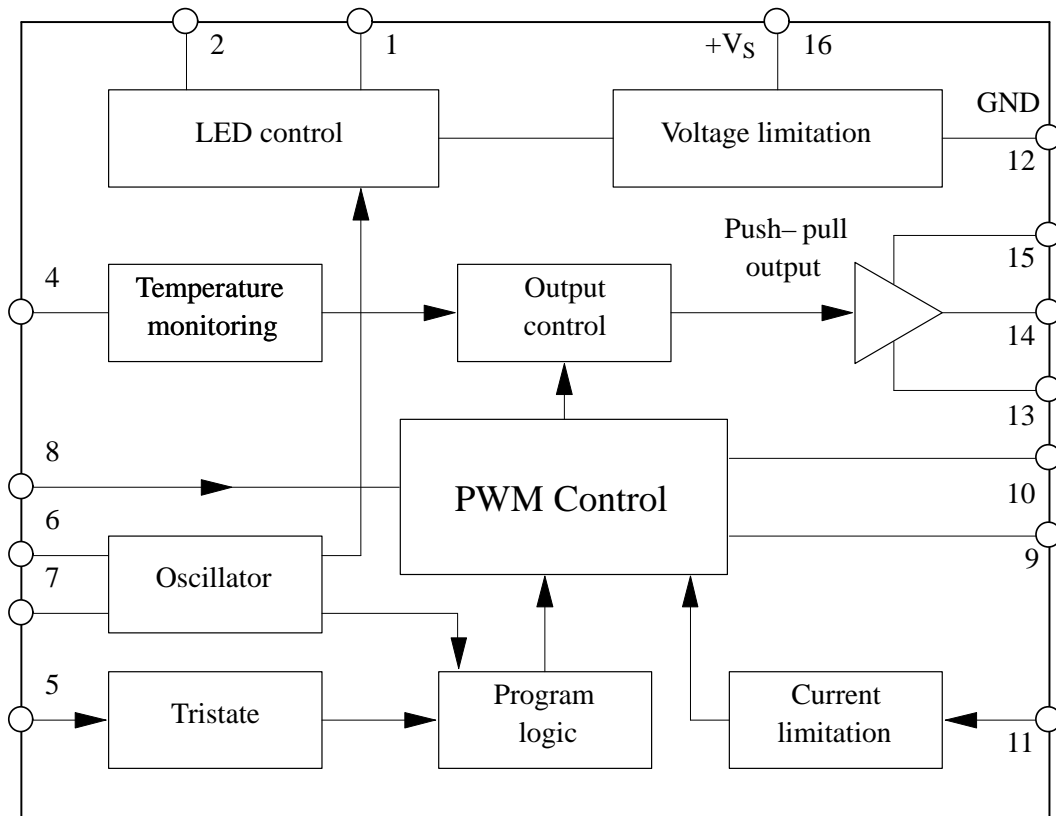 2
1
+VS
16
GND
LED control
Voltage limitation
12
Push– pull
output
15
4
Temperature
monitoring
Output
control
14
13
8
PWM Control
10
6
9
7
Oscillator
5
Tristate
Program
logic
Current
limitation
11